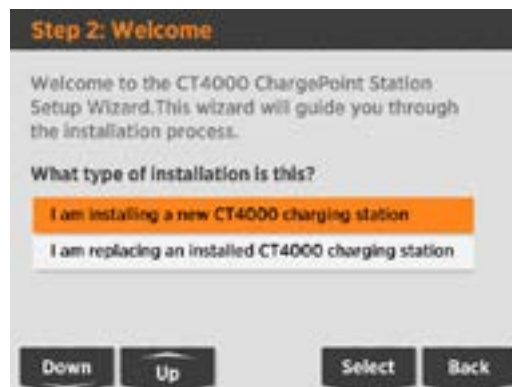 Step 2: Welcome
Welcome to the CT4000 ChargePoint Station
Setup Wizard.This wizard will guide you through
the installation process.
What type of installation is this?
I am installing a new CT4000 charging station
I am replacing an installed CT4000 charging station
Down
Up
Select
Back